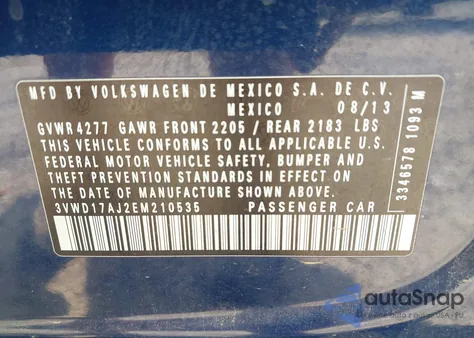 MFD BY VOLKSWAGEN DE MEXICO S.A. DE C.V.
MEXICO 08/13
GVWR 4277 GAWR FRONT 2205 / REAR 2183 LBS
THIS VEHICLE CONFORMS TO ALL APPLICABLE U.S.
FEDERAL MOTOR VEHICLE SAFETY, BUMPER AND
THEFT PREVENTION STANDARDS IN EFFECT ON THE
DATE OF MANUFACTURE SHOWN ABOVE.
3VWD17AJ2EM210535 PASSENGER CAR
3346578 1093 M
autoSnap